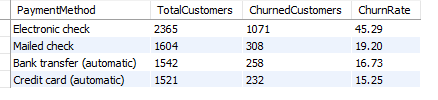 PaymentMethod TotalCustomers ChurnedCustomers ChurnRate
Electronic check 2365 1071 45.29
Mailed check 1604 308 19.20
Bank transfer (automatic) 1542 258 16.73
Credit card (automatic) 1521 232 15.25